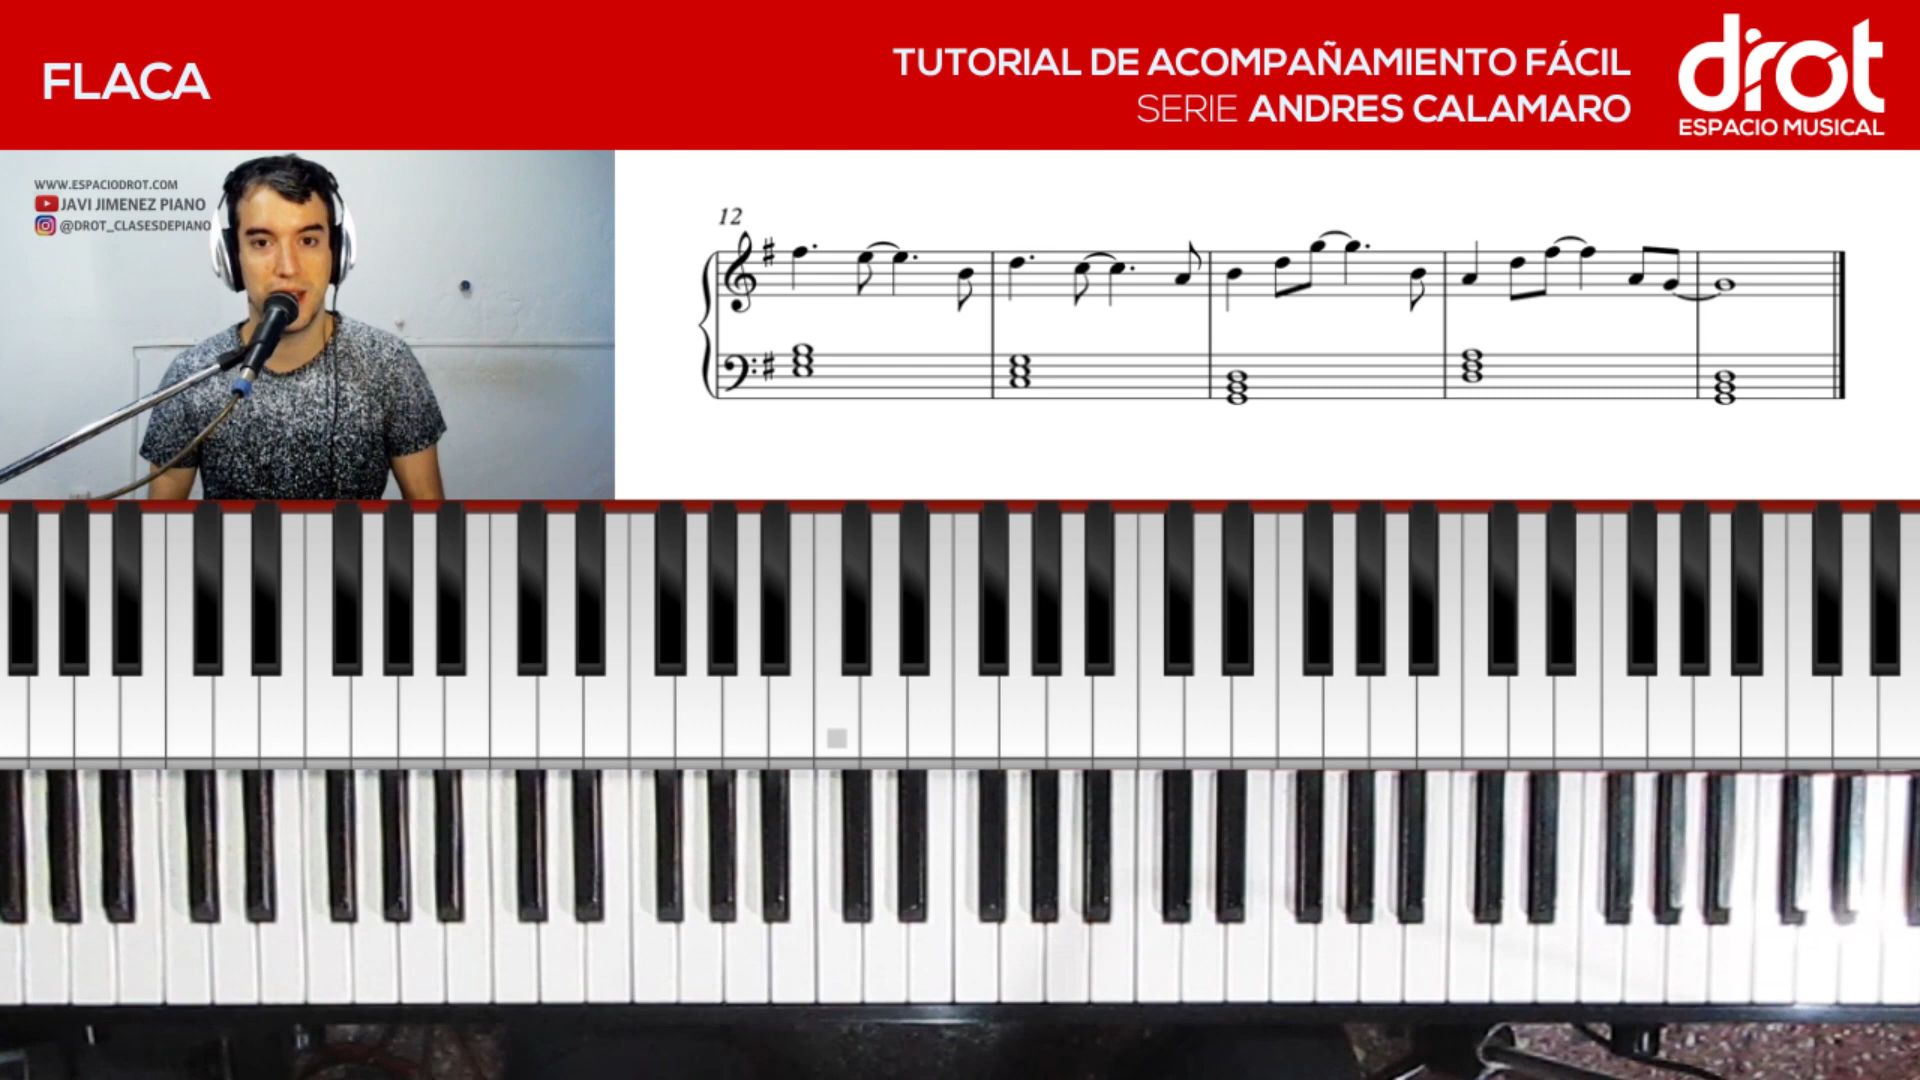 FLACA
TUTORIAL DE ACOMPAÑAMIENTO FÁCIL
SERIE ANDRES CALAMARO
drot
ESPACIO MUSICAL
WWW.ESPACIODROT.COM
JAVI JIMENEZ PIANO
@DROT_CLASESDEPIANO
12